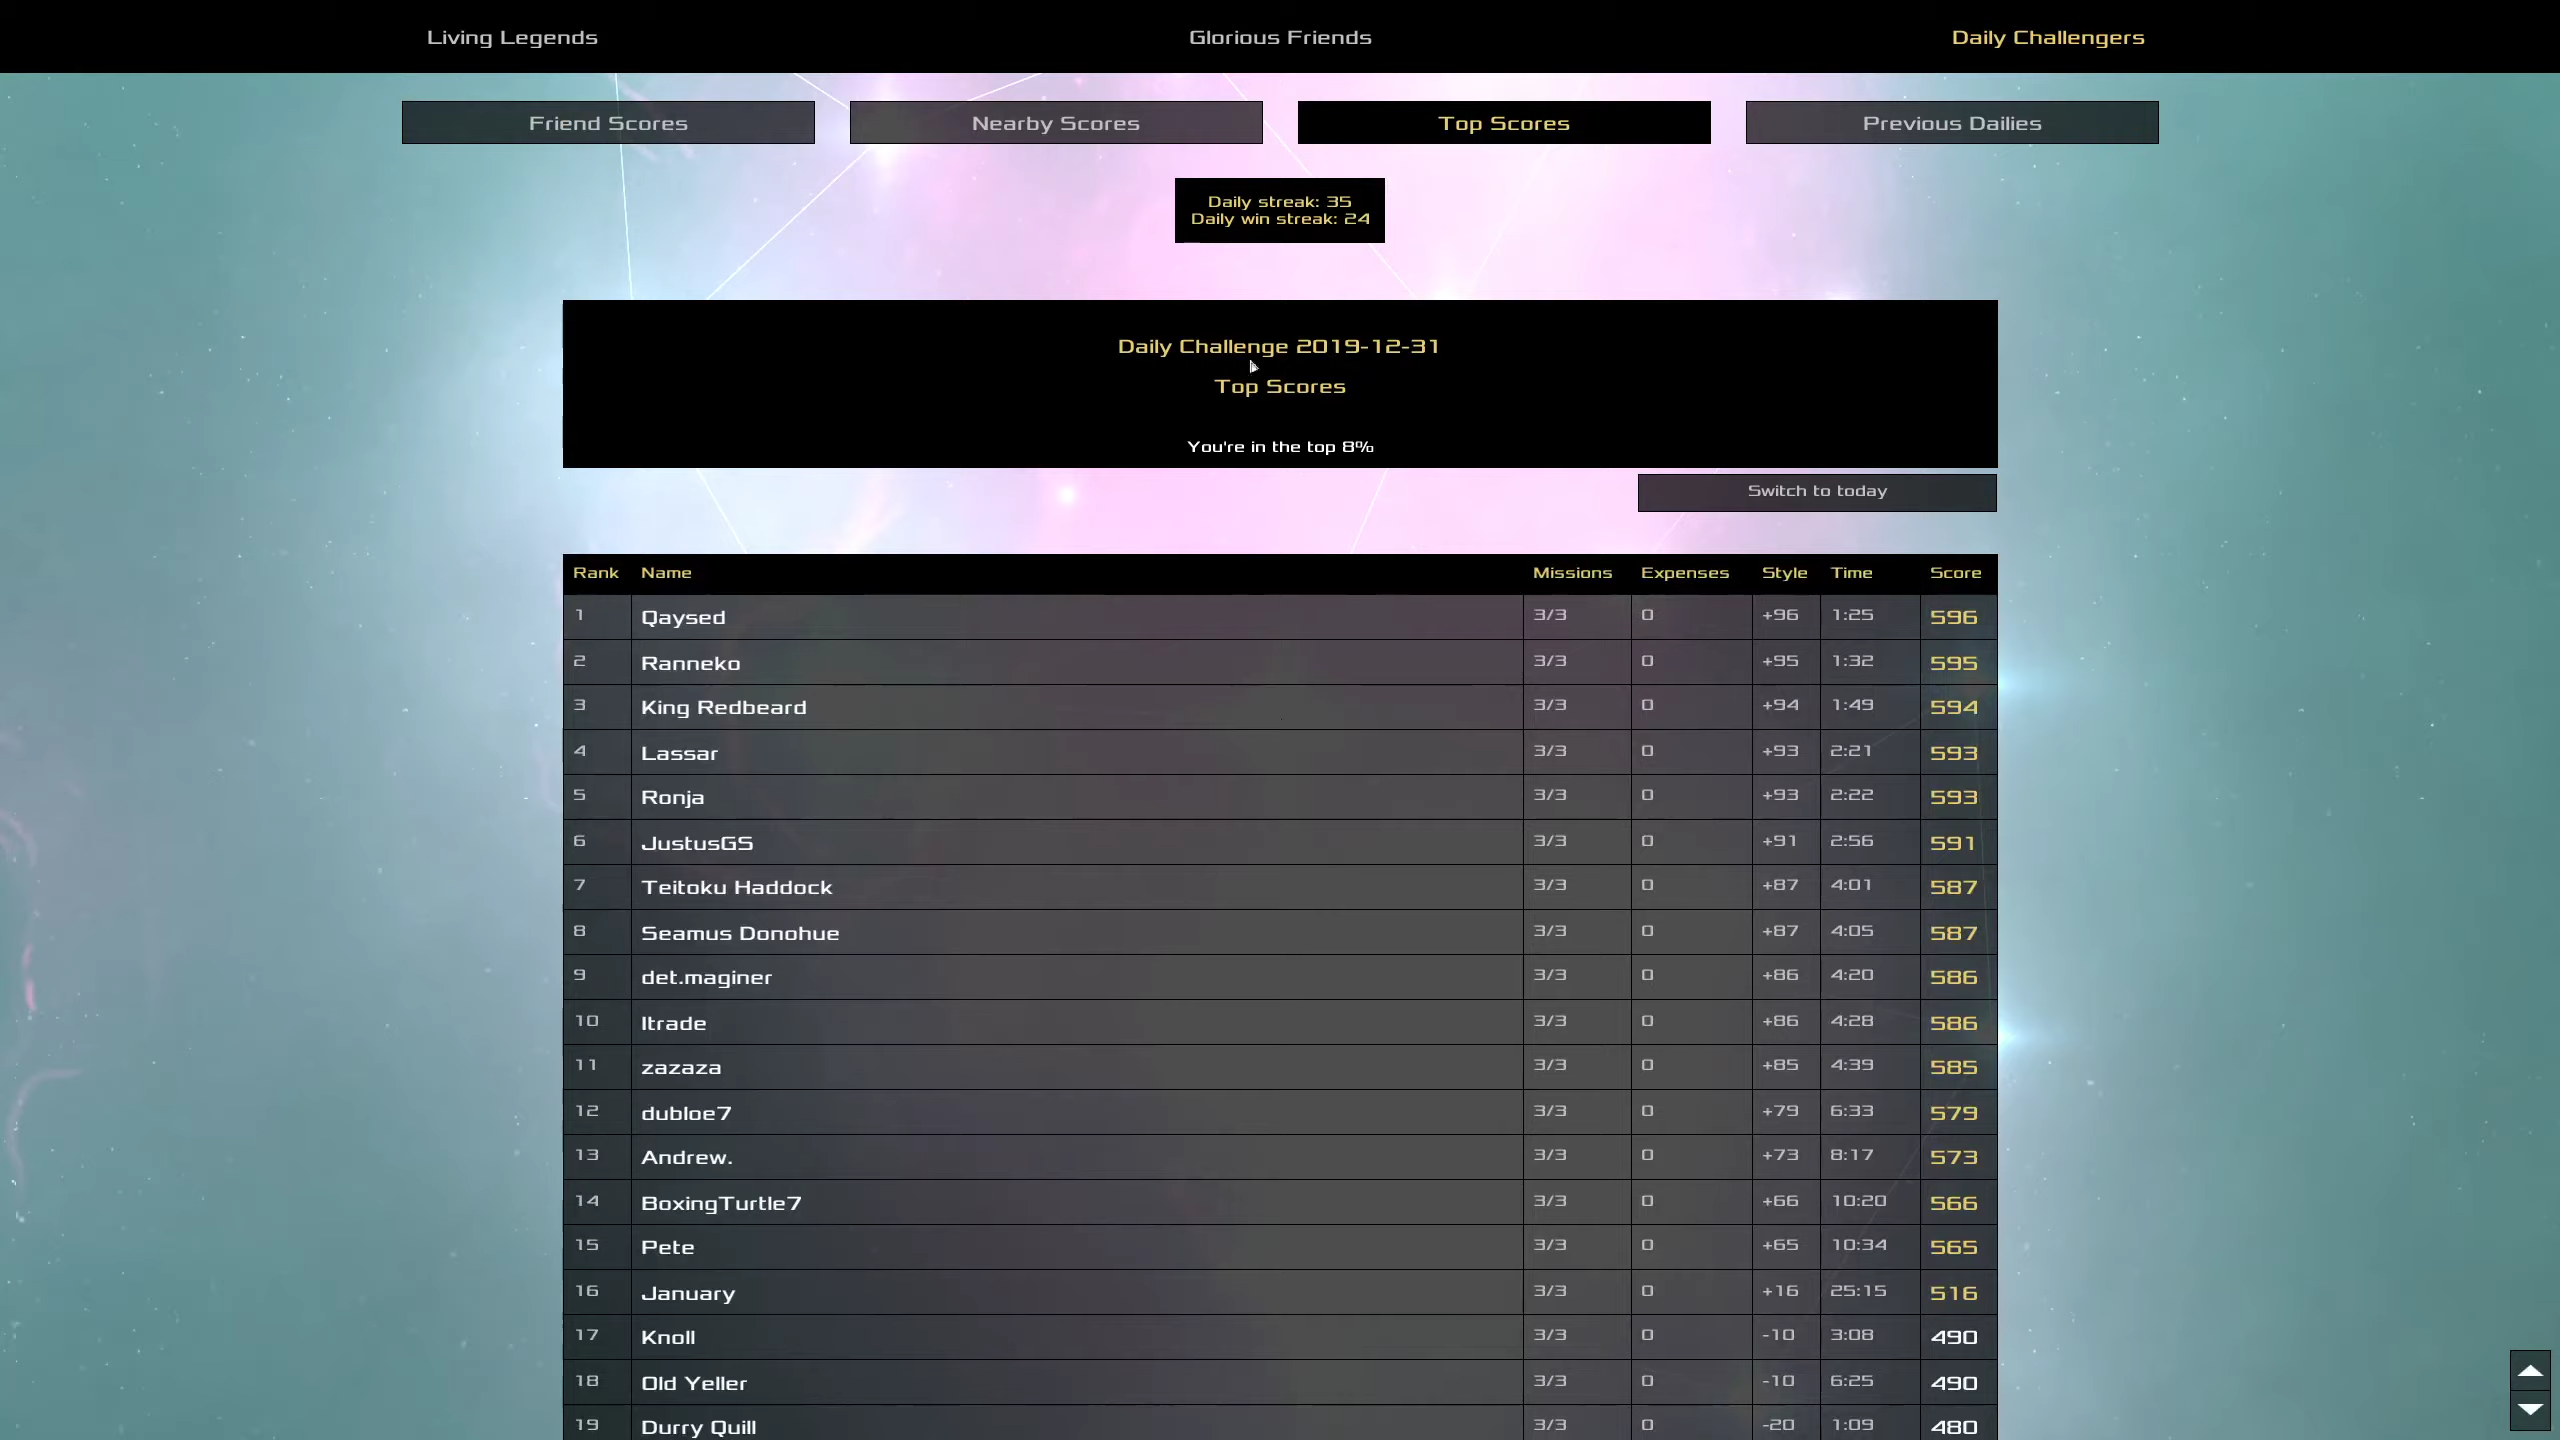 Living Legends Glorious Friends Daily Challengers
Friend Scores Nearby Scores Top Scores Previous Dailies
Daily streak: 35
Daily win streak: 24
Daily Challenge 2019-12-31
Top Scores
You're in the top 8%
Switch to today
Rank Name Missions Expenses Style Time Score
1 Qaysed 3/3 0 +96 1:25 596
2 Ranneko 3/3 0 +95 1:32 595
3 King Redbeard 3/3 0 +94 1:49 594
4 Lassar 3/3 0 +93 2:21 593
5 Ronja 3/3 0 +93 2:22 593
6 JustusGS 3/3 0 +91 2:56 591
7 Teitoku Haddock 3/3 0 +87 4:01 587
8 Seamus Donohue 3/3 0 +87 4:05 587
9 det.maginer 3/3 0 +86 4:20 586
10 ltrade 3/3 0 +86 4:28 586
11 zazaza 3/3 0 +85 4:39 585
12 dubloe7 3/3 0 +79 6:33 579
13 Andrew. 3/3 0 +73 8:17 573
14 BoxingTurtle7 3/3 0 +66 10:20 566
15 Pete 3/3 0 +65 10:34 565
16 January 3/3 0 +16 25:15 516
17 Knoll 3/3 0 -10 3:08 490
18 Old Yeller 3/3 0 -10 6:25 490
19 Durry Quill 3/3 0 -20 1:09 480